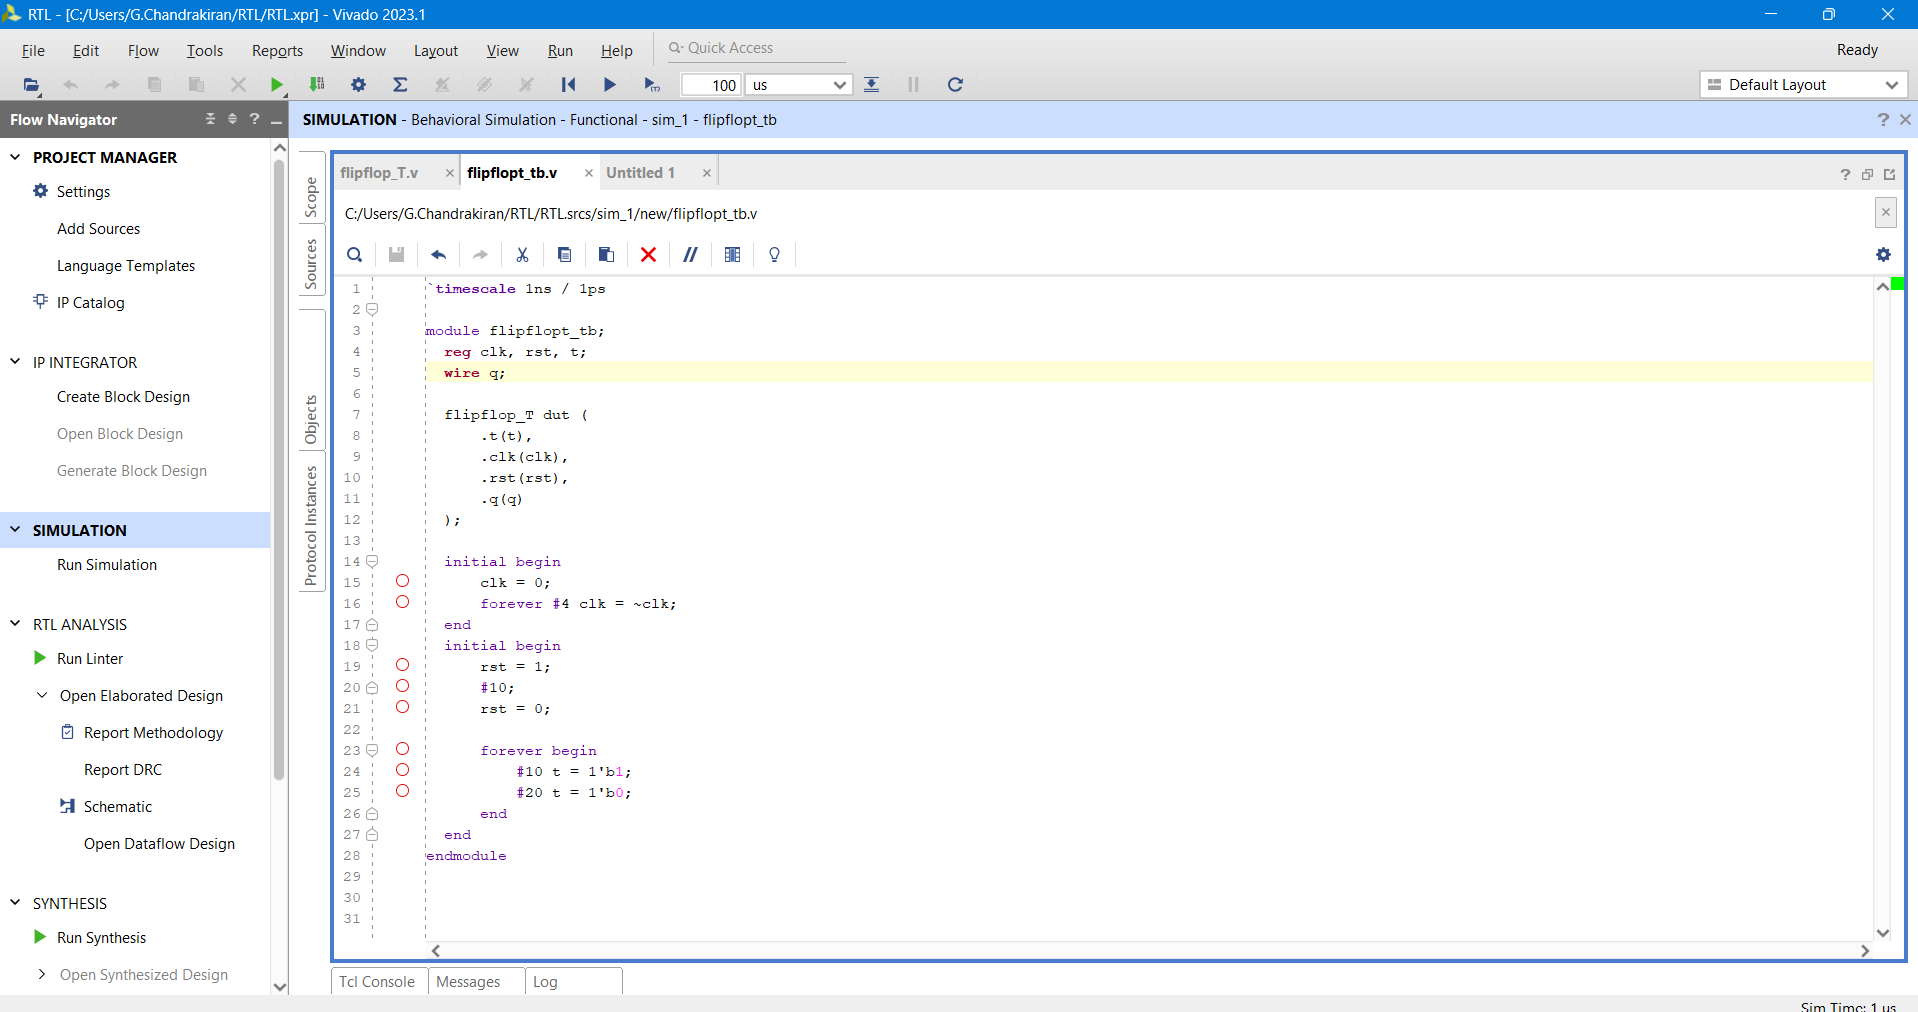 RTL - [C:/Users/G.Chandrakiran/RTL/RTL.xpr] - Vivado 2023.1
File Edit Flow Tools Reports Window Layout View Run Help Quick Access Ready
100 us Default Layout
Flow Navigator ?
PROJECT MANAGER
Settings
Add Sources
Language Templates
IP Catalog
IP INTEGRATOR
Create Block Design
Open Block Design
Generate Block Design
SIMULATION
Run Simulation
RTL ANALYSIS
Run Linter
Open Elaborated Design
Report Methodology
Report DRC
Schematic
Open Dataflow Design
SYNTHESIS
Run Synthesis
Open Synthesized Design
SIMULATION - Behavioral Simulation - Functional - sim_1 - flipflopt_tb ?
Scope
Sources
Objects
Protocol Instances
flipflop_T.v × flipflopt_tb.v × Untitled 1 × ?
C:/Users/G.Chandrakiran/RTL/RTL.srcs/sim_1/new/flipflopt_tb.v
//
1 `timescale 1ns / 1ps
2
3 module flipflopt_tb;
4 reg clk, rst, t;
5 wire q;
6
7 flipflop_T dut (
8 .t(t),
9 .clk(clk),
10 .rst(rst),
11 .q(q)
12 );
13
14 initial begin
15 clk = 0;
16 forever #4 clk = ~clk;
17 end
18 initial begin
19 rst = 1;
20 #10;
21 rst = 0;
22
23 forever begin
24 #10 t = 1'b1;
25 #20 t = 1'b0;
26 end
27 end
28 endmodule
29
30
31
Tcl Console Messages Log
Sim Time: 1 us